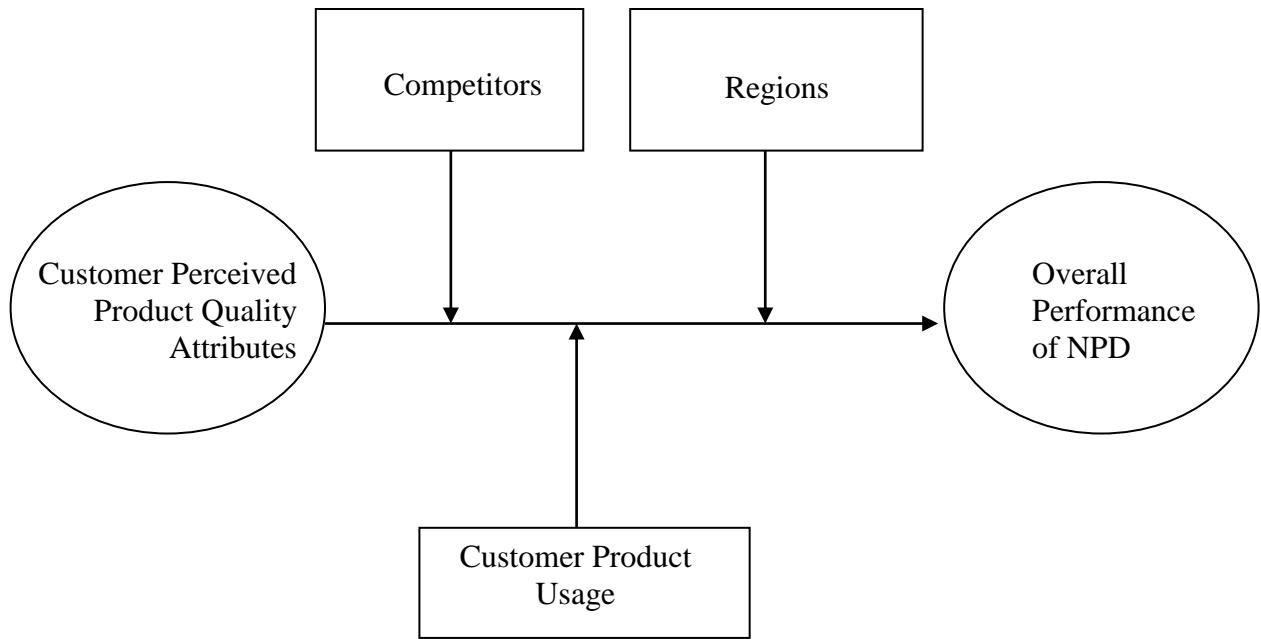 Competitors
Regions
Customer Perceived
Product Quality
Attributes
Overall
Performance
of NPD
Customer Product
Usage